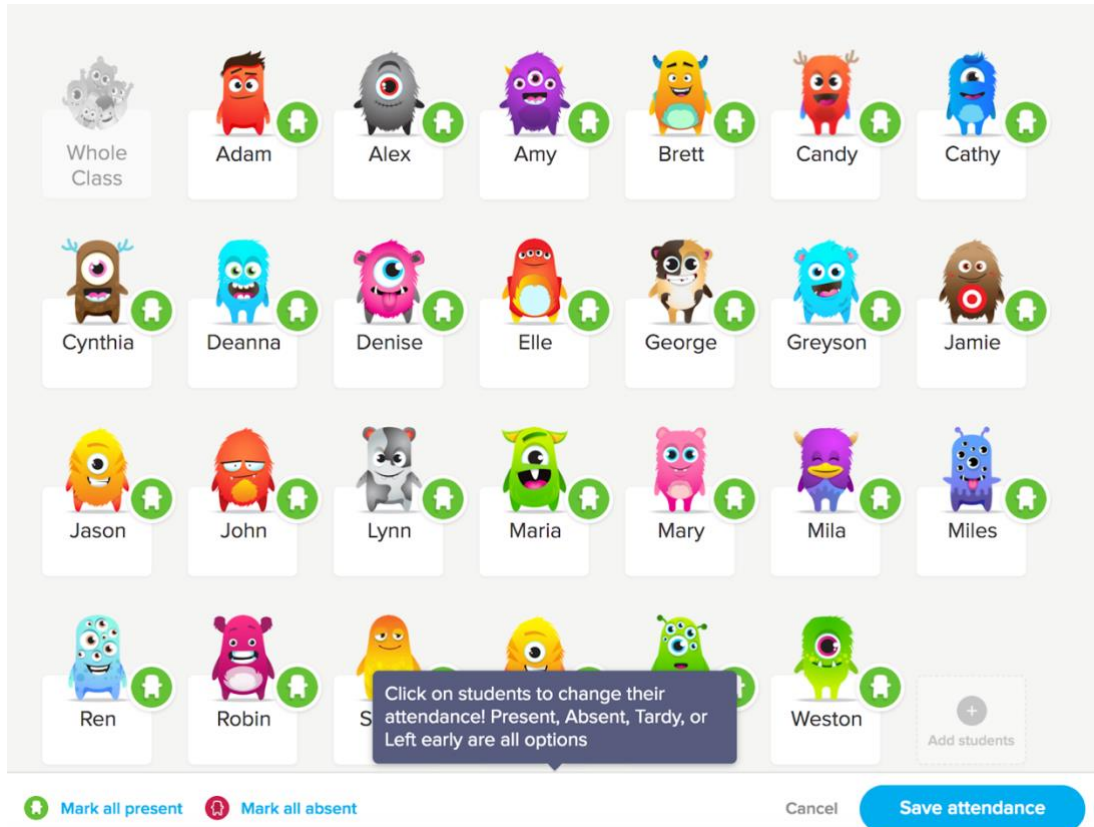 Whole
Class
Adam
Alex
Amy
Brett
Candy
Cathy
Cynthia
Deanna
Denise
Elle
George
Greyson
Jamie
Jason
John
Lynn
Maria
Mary
Mila
Miles
Ren
Robin
Weston
Add students
Click on students to change their
attendance! Present, Absent, Tardy, or
Left early are all options
Mark all present
Mark all absent
Cancel
Save attendance